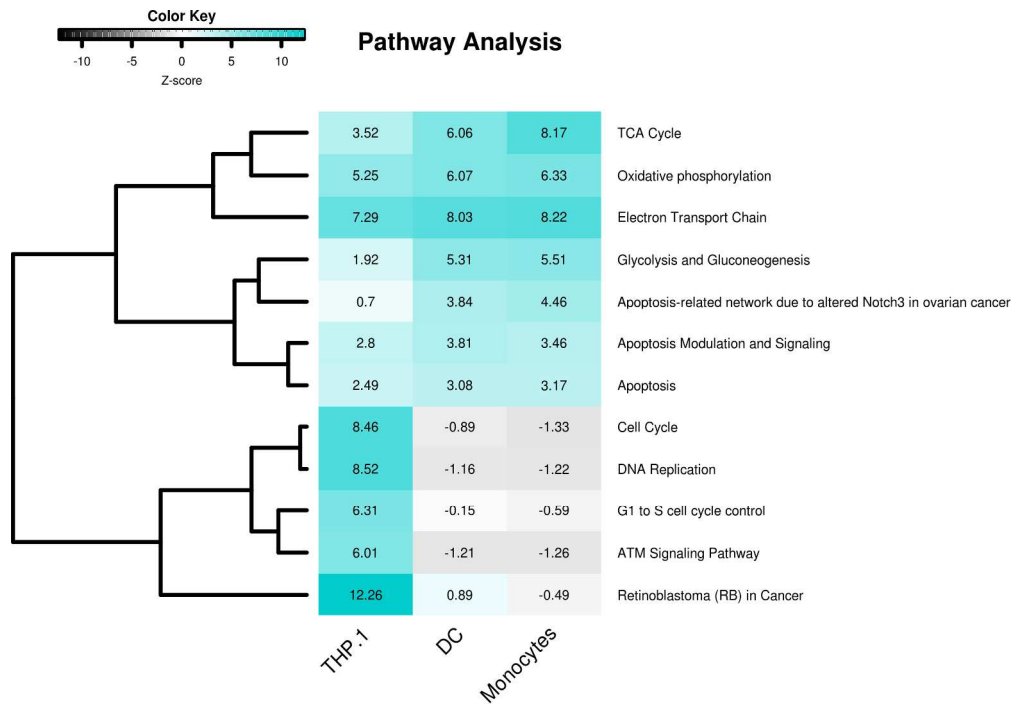 Color Key
-10 -5 0 5 10
Z-score
Pathway Analysis
3.52 6.06 8.17 TCA Cycle
5.25 6.07 6.33 Oxidative phosphorylation
7.29 8.03 8.22 Electron Transport Chain
1.92 5.31 5.51 Glycolysis and Gluconeogenesis
0.7 3.84 4.46 Apoptosis-related network due to altered Notch3 in ovarian cancer
2.8 3.81 3.46 Apoptosis Modulation and Signaling
2.49 3.08 3.17 Apoptosis
8.46 -0.89 -1.33 Cell Cycle
8.52 -1.16 -1.22 DNA Replication
6.31 -0.15 -0.59 G1 to S cell cycle control
6.01 -1.21 -1.26 ATM Signaling Pathway
12.26 0.89 -0.49 Retinoblastoma (RB) in Cancer
THP.1 DC Monocytes